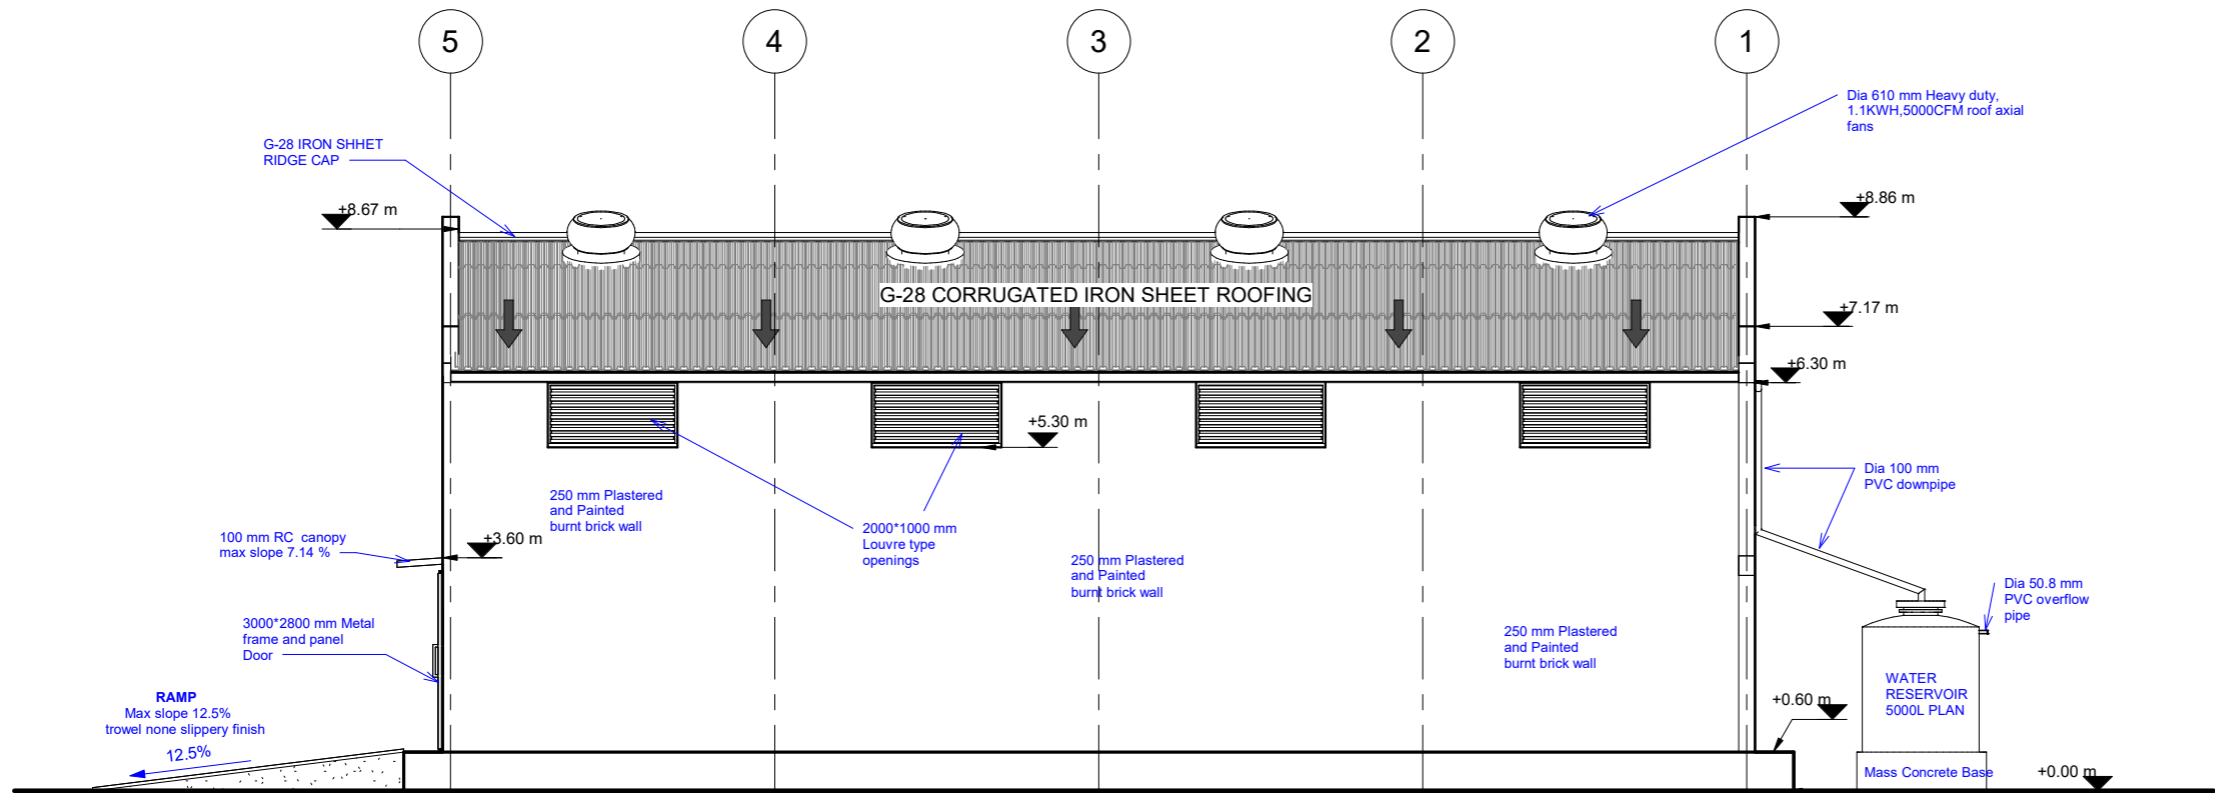 5
4
3
2
1
Dia 610 mm Heavy duty,
1.1KWH,5000CFM roof axial
fans
G-28 IRON SHHET
RIDGE CAP
+8.67 m
+8.86 m
G-28 CORRUGATED IRON SHEET ROOFING
+7.17 m
+6.30 m
+5.30 m
Dia 100 mm
PVC downpipe
250 mm Plastered
and Painted
burnt brick wall
2000*1000 mm
Louvre type
openings
100 mm RC canopy
max slope 7.14 %
+3.60 m
250 mm Plastered
and Painted
burnt brick wall
Dia 50.8 mm
PVC overflow
pipe
3000*2800 mm Metal
frame and panel
Door
250 mm Plastered
and Painted
burnt brick wall
WATER
RESERVOIR
5000L PLAN
RAMP
Max slope 12.5%
trowel none slippery finish
12.5%
+0.60 m
Mass Concrete Base
+0.00 m